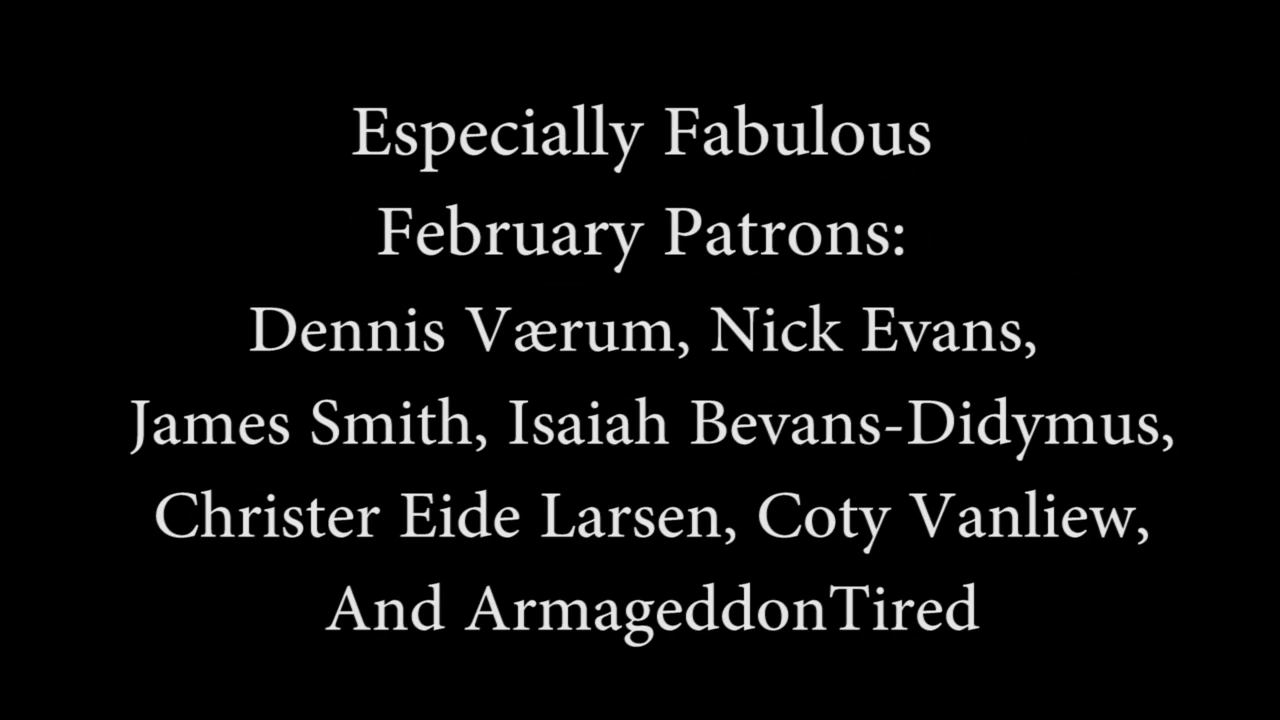 Especially Fabulous
February Patrons:
Dennis Værum, Nick Evans,
James Smith, Isaiah Bevans-Didymus,
Christer Eide Larsen, Coty Vanliew,
And ArmageddonTired